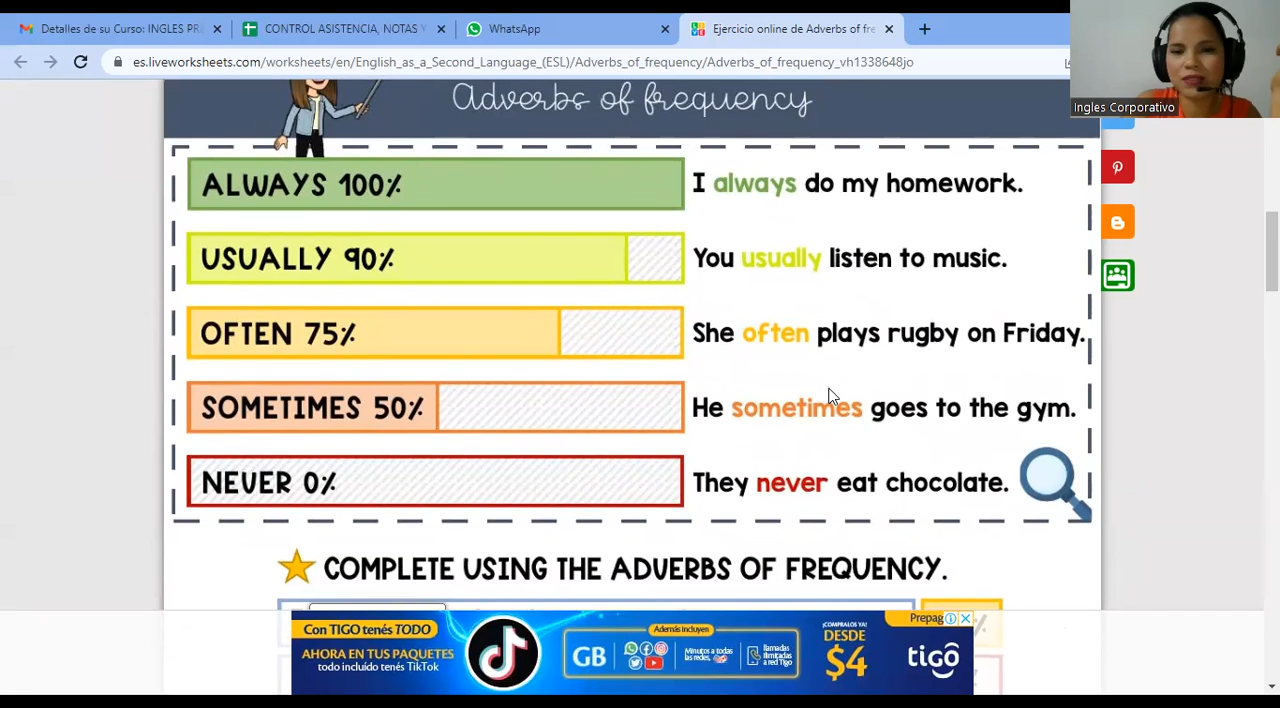 Detalles de su Curso: INGLES PR
CONTROL ASISTENCIA, NOTAS Y
WhatsApp
Ejercicio online de Adverbs of fre
es.liveworksheets.com/worksheets/en/English_as_a_Second_Language_(ESL)/Adverbs_of_frequency/Adverbs_of_frequency_vh1338648jo
Ingles Corporativo
Adverbs of frequency
ALWAYS 100% I always do my homework.
USUALLY 90% You usually listen to music.
OFTEN 75% She often plays rugby on Friday.
SOMETIMES 50% He sometimes goes to the gym.
NEVER 0% They never eat chocolate.
COMPLETE USING THE ADVERBS OF FREQUENCY.
Con TIGO tenés TODO
AHORA EN TUS PAQUETES
todo incluído tenés TikTok
Además incluyen
GB
Minutos a todas
las redes,
llamadas
ilimitadas
a red Tigo
¡CÓMPRALOS YA!
DESDE
$4
Prepag
tigo